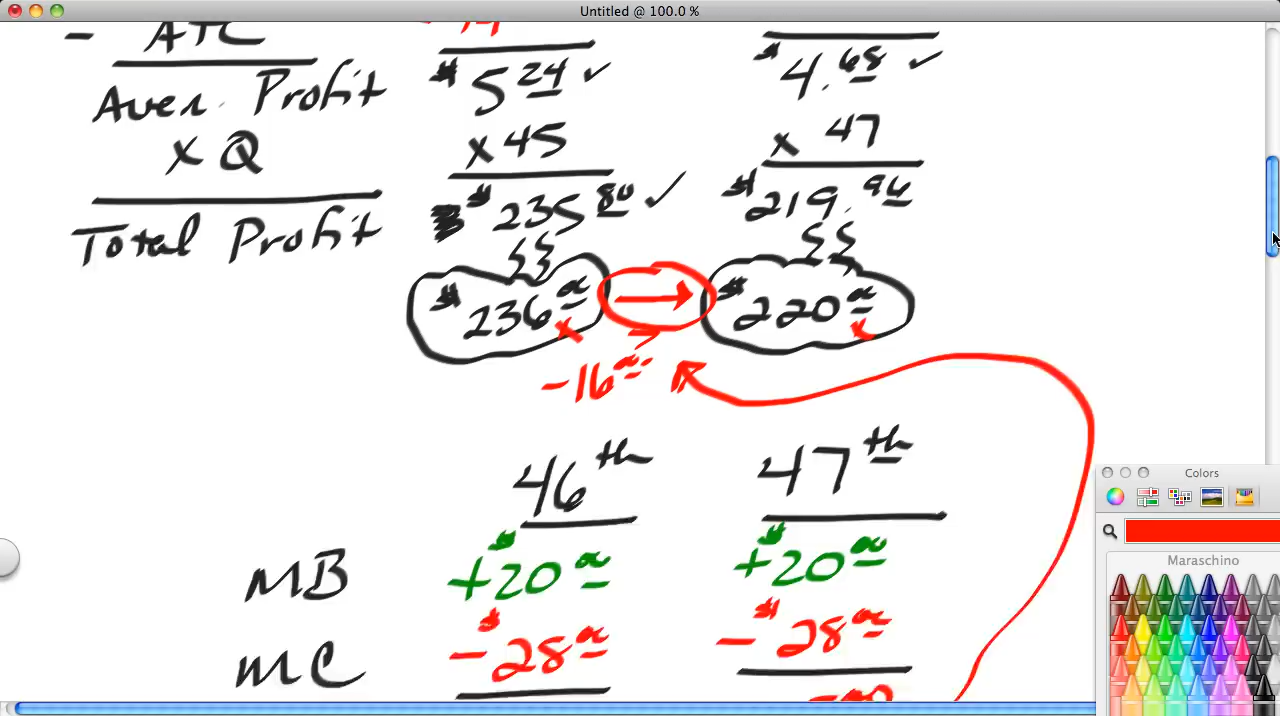 Untitled @ 100.0 %
- ATC
Aver. Profit $5 24 ✓ $4.68 ✓
x Q x 45 x 47
Total Profit $235 80 ✓ $219.96
$236 00 → $220 00
-16 00
46th 47th
MB +$20 00 +$20 00
MC -$28 00 -$28 00
Colors
Maraschino